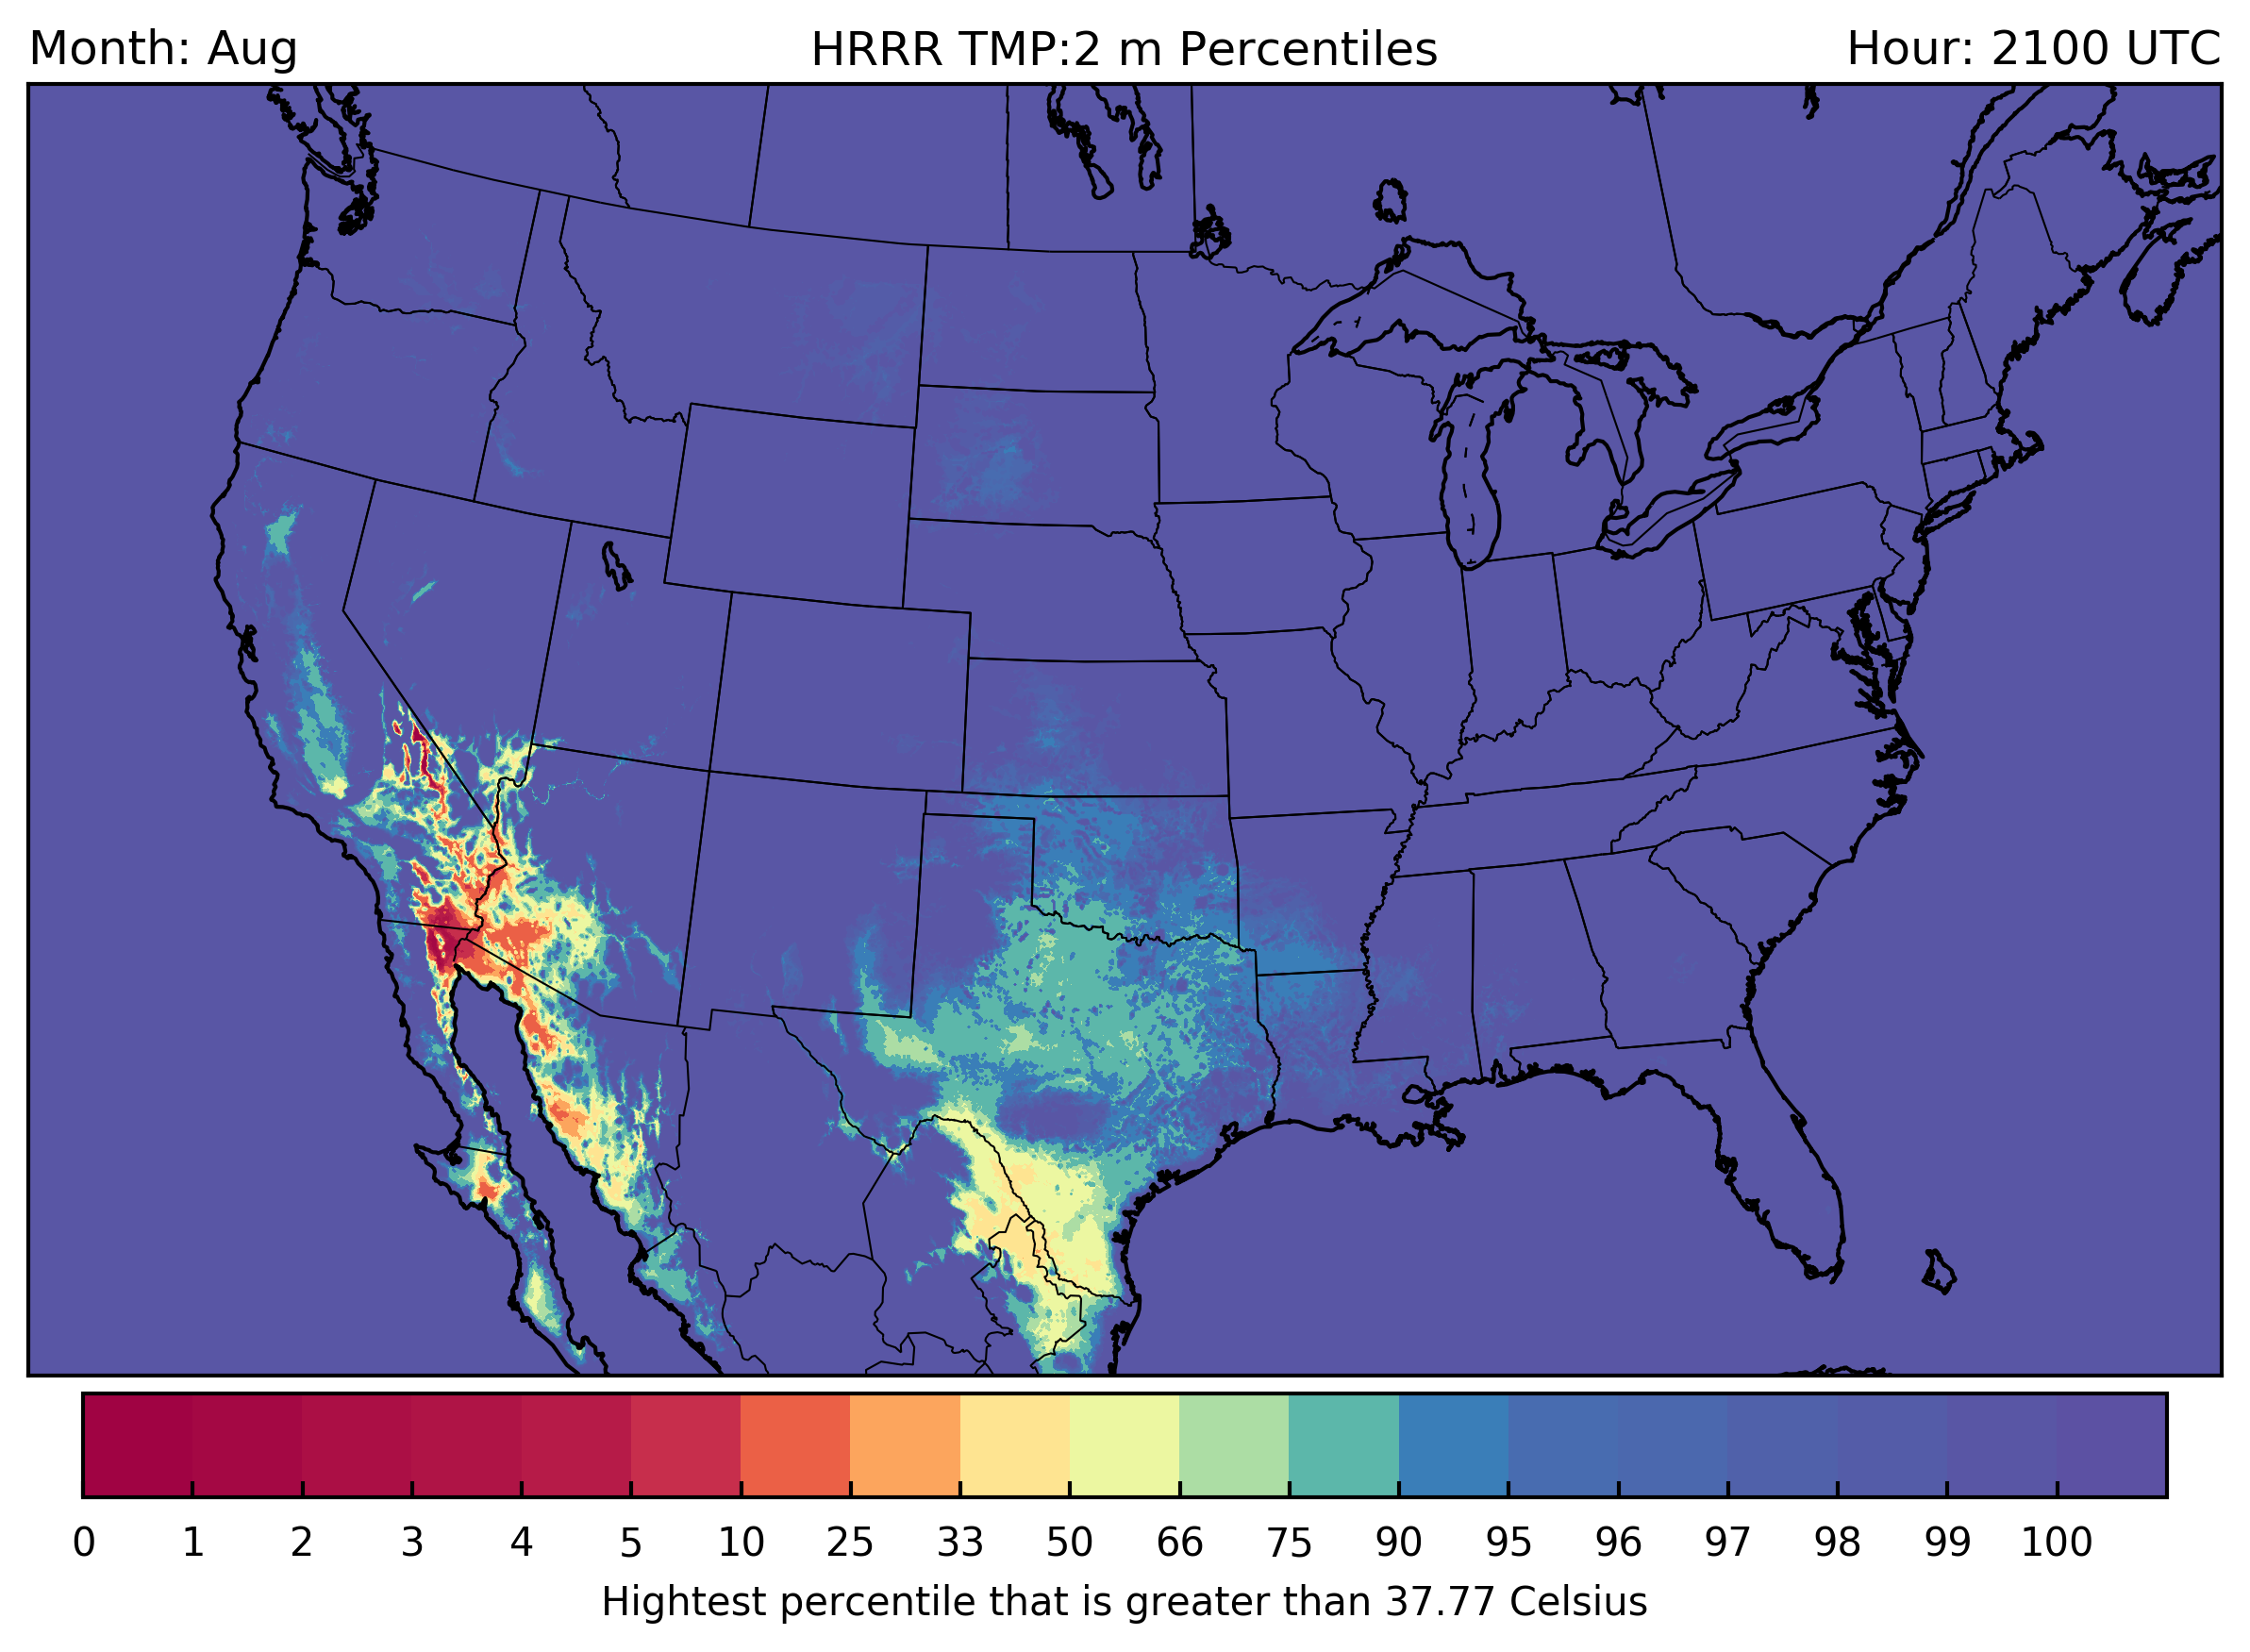 Month: Aug
HRRR TMP:2 m Percentiles
Hour: 2100 UTC
0 1 2 3 4 5 10 25 33 50 66 75 90 95 96 97 98 99 100
Hightest percentile that is greater than 37.77 Celsius